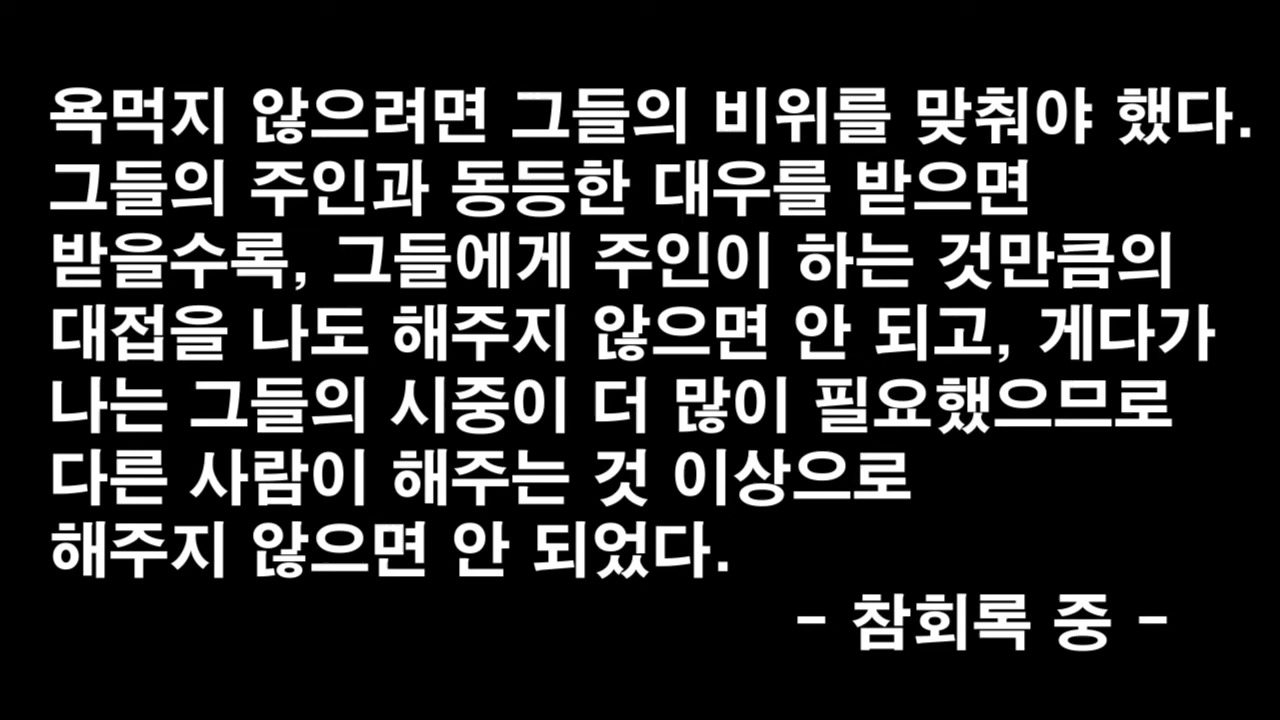 욕먹지 않으려면 그들의 비위를 맞춰야 했다.
그들의 주인과 동등한 대우를 받으면
받을수록, 그들에게 주인이 하는 것만큼의
대접을 나도 해주지 않으면 안 되고, 게다가
나는 그들의 시중이 더 많이 필요했으므로
다른 사람이 해주는 것 이상으로
해주지 않으면 안 되었다.
- 참회록 중 -